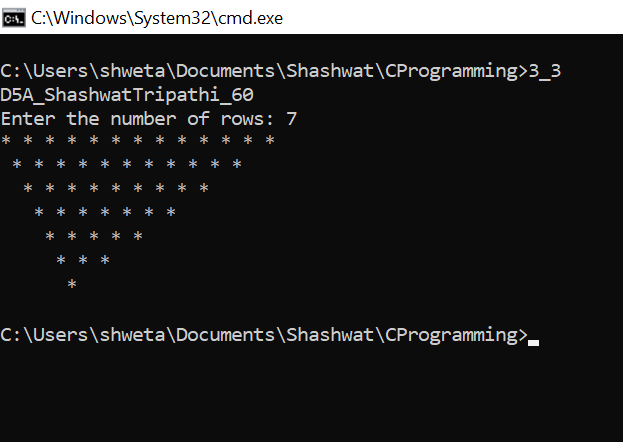 C:\Windows\System32\cmd.exe
C:\Users\shweta\Documents\Shashwat\CProgramming>3_3
D5A_ShashwatTripathi_60
Enter the number of rows: 7
* * * * * * * * * * * * *
 * * * * * * * * * * *
  * * * * * * * * *
   * * * * * * *
    * * * * *
     * * *
      *
C:\Users\shweta\Documents\Shashwat\CProgramming>